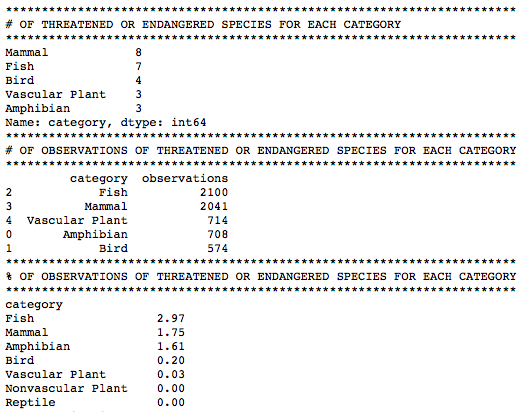 ************************************************************************
# OF THREATENED OR ENDANGERED SPECIES FOR EACH CATEGORY
************************************************************************
Mammal 8
Fish 7
Bird 4
Vascular Plant 3
Amphibian 3
Name: category, dtype: int64
************************************************************************
# OF OBSERVATIONS OF THREATENED OR ENDANGERED SPECIES FOR EACH CATEGORY
************************************************************************
category observations
2 Fish 2100
3 Mammal 2041
4 Vascular Plant 714
0 Amphibian 708
1 Bird 574
************************************************************************
% OF OBSERVATIONS OF THREATENED OR ENDANGERED SPECIES FOR EACH CATEGORY
************************************************************************
category
Fish 2.97
Mammal 1.75
Amphibian 1.61
Bird 0.20
Vascular Plant 0.03
Nonvascular Plant 0.00
Reptile 0.00